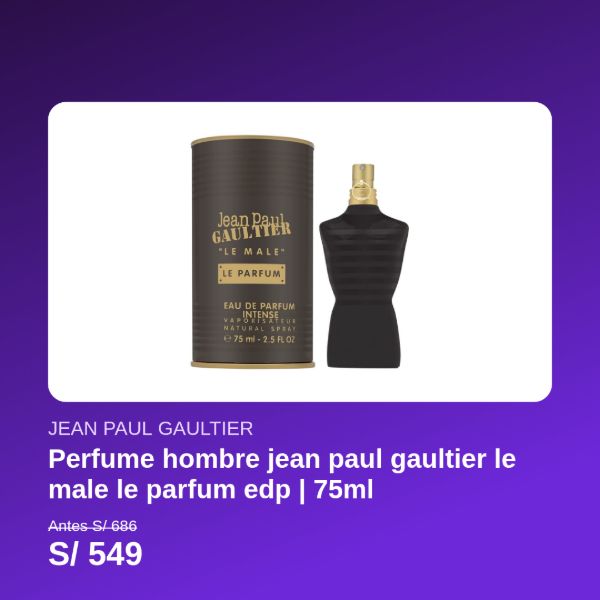 Jean Paul
GAULTIER
"LE MALE"
LE PARFUM
EAU DE PARFUM
INTENSE
VAPORISATEUR
NATURAL SPRAY
℮ 75 ml - 2.5 FL OZ
JEAN PAUL GAULTIER
Perfume hombre jean paul gaultier le
male le parfum edp | 75ml
Antes S/ 686
S/ 549